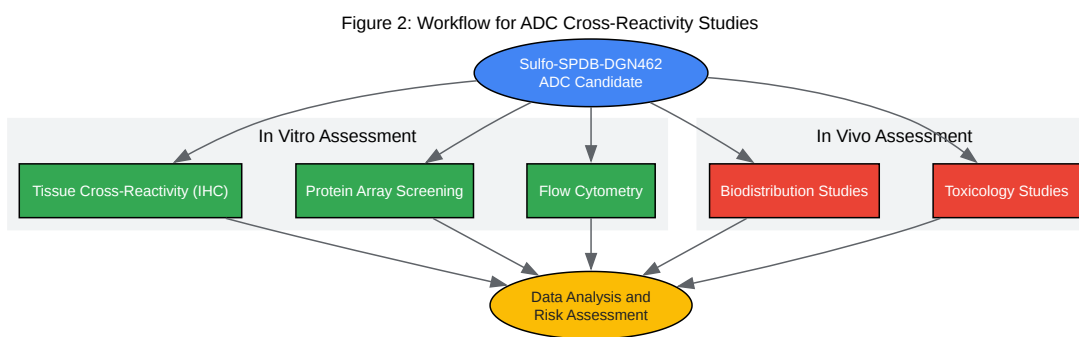 Figure 2: Workflow for ADC Cross-Reactivity Studies
Sulfo-SPDB-DGN462
ADC Candidate
In Vitro Assessment
In Vivo Assessment
Tissue Cross-Reactivity (IHC)
Protein Array Screening
Flow Cytometry
Biodistribution Studies
Toxicology Studies
Data Analysis and
Risk Assessment